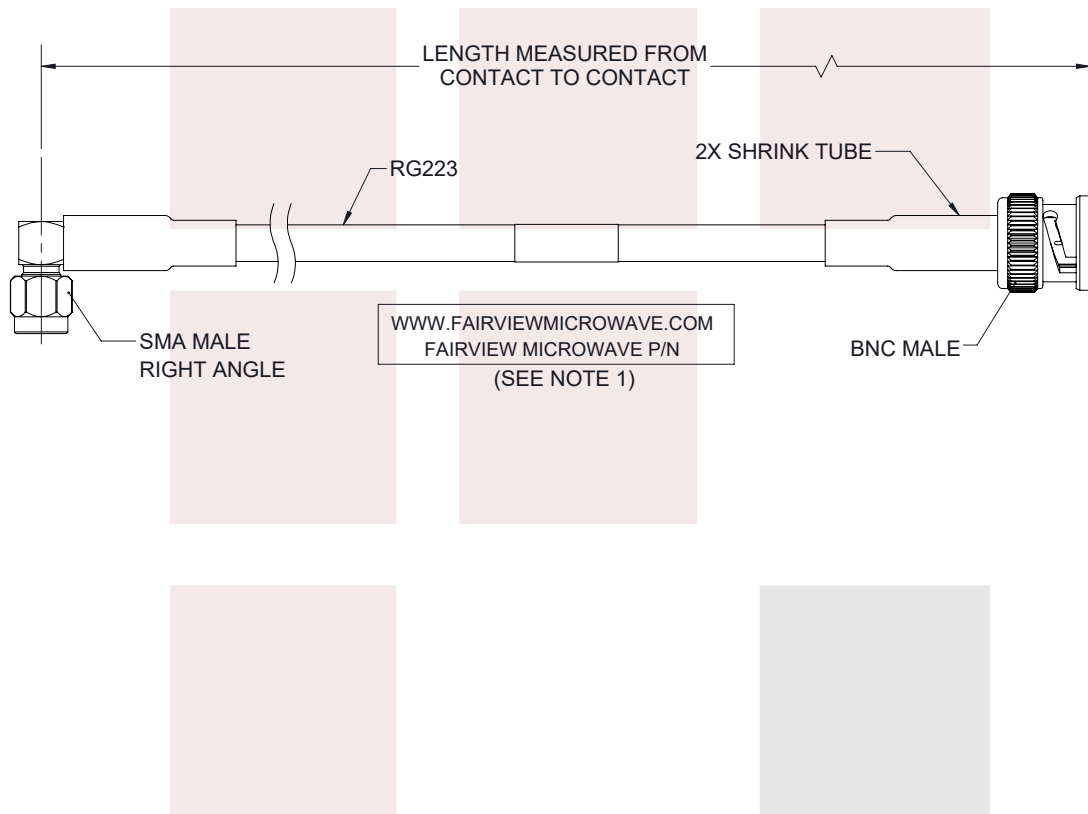 LENGTH MEASURED FROM
CONTACT TO CONTACT
RG223
2X SHRINK TUBE
SMA MALE
RIGHT ANGLE
WWW.FAIRVIEWMICROWAVE.COM
FAIRVIEW MICROWAVE P/N
(SEE NOTE 1)
BNC MALE